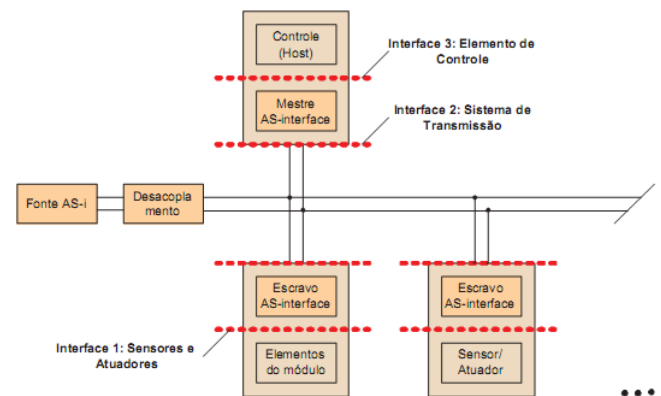 Controle
(Host)
Interface 3: Elemento de
Controle
Mestre
AS-interface
Interface 2: Sistema de
Transmissão
Fonte AS-i
Desacopla
mento
Escravo
AS-interface
Escravo
AS-interface
Interface 1: Sensores e
Atuadores
Elementos
do módulo
Sensor/
Atuador
...